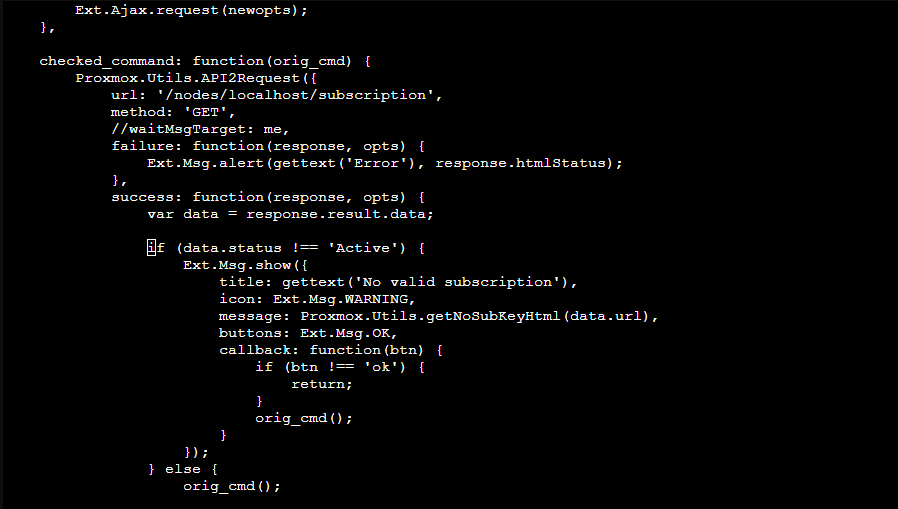 Ext.Ajax.request(newopts);
    },

    checked_command: function(orig_cmd) {
        Proxmox.Utils.API2Request({
            url: '/nodes/localhost/subscription',
            method: 'GET',
            //waitMsgTarget: me,
            failure: function(response, opts) {
                Ext.Msg.alert(gettext('Error'), response.htmlStatus);
            },
            success: function(response, opts) {
                var data = response.result.data;

                if (data.status !== 'Active') {
                    Ext.Msg.show({
                        title: gettext('No valid subscription'),
                        icon: Ext.Msg.WARNING,
                        message: Proxmox.Utils.getNoSubKeyHtml(data.url),
                        buttons: Ext.Msg.OK,
                        callback: function(btn) {
                            if (btn !== 'ok') {
                                return;
                            }
                            orig_cmd();
                        }
                    });
                } else {
                    orig_cmd();